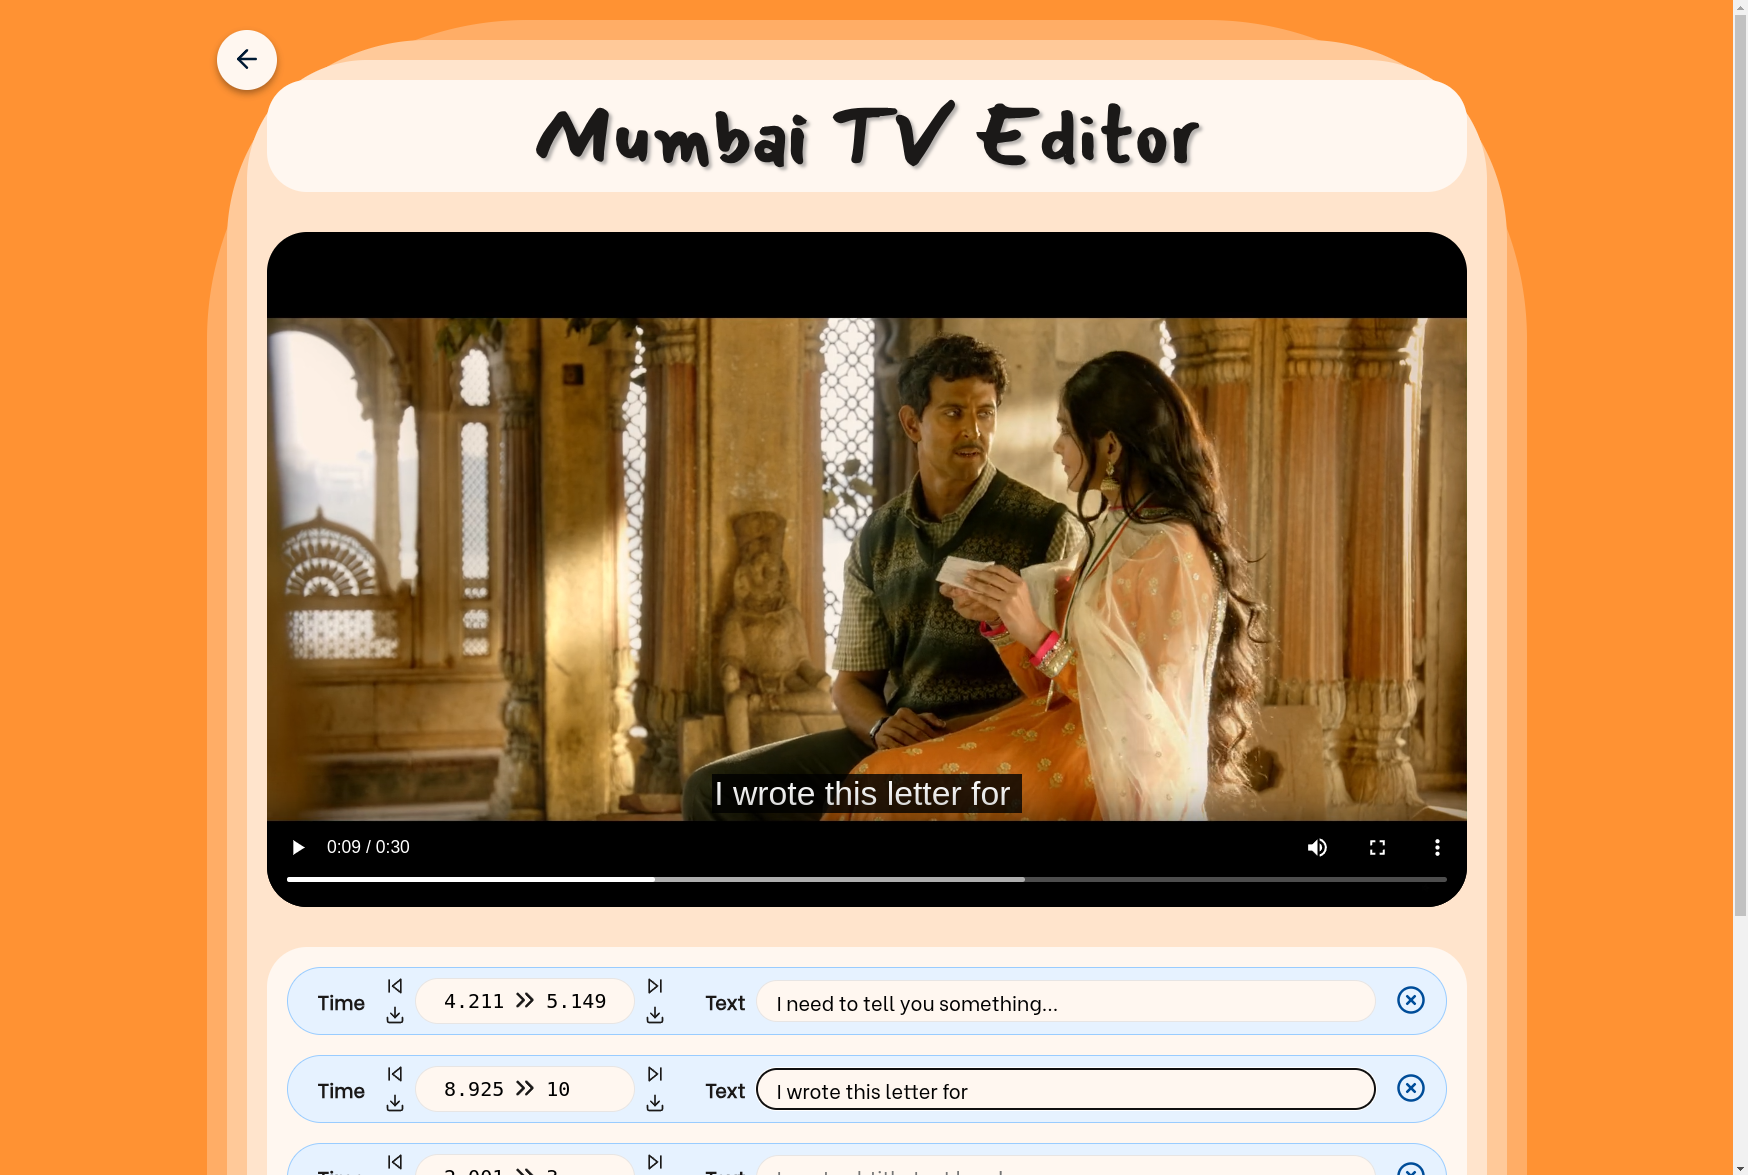 Mumbai TV Editor
I wrote this letter for
0:09 / 0:30
Time 4.211 5.149 Text I need to tell you something...
Time 8.925 10 Text I wrote this letter for